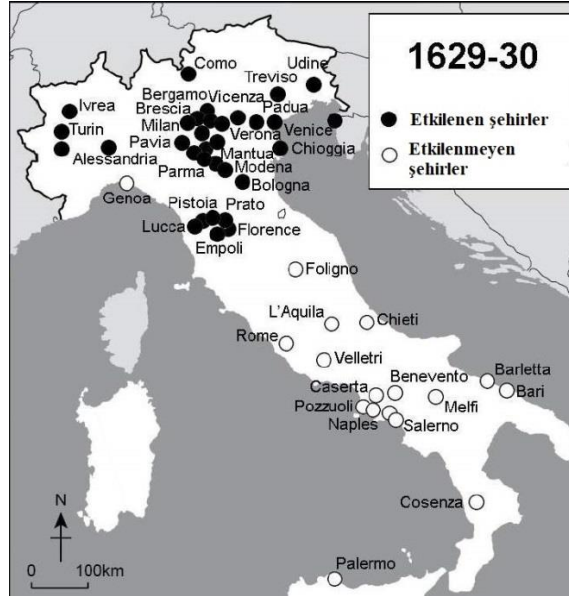 1629-30
Etkilenen şehirler
Etkilenmeyen
şehirler
Como
Udine
Treviso
Bergamo
Vicenza
Ivrea
Brescia
Padua
Turin
Milan
Verona
Venice
Pavia
Mantua
Chioggia
Alessandria
Modena
Parma
Bologna
Genoa
Pistoia
Prato
Lucca
Florence
Empoli
Foligno
L'Aquila
Chieti
Rome
Velletri
Barletta
Caserta
Benevento
Bari
Pozzuoli
Melfi
Naples
Salerno
Cosenza
N
Palermo
0 100km